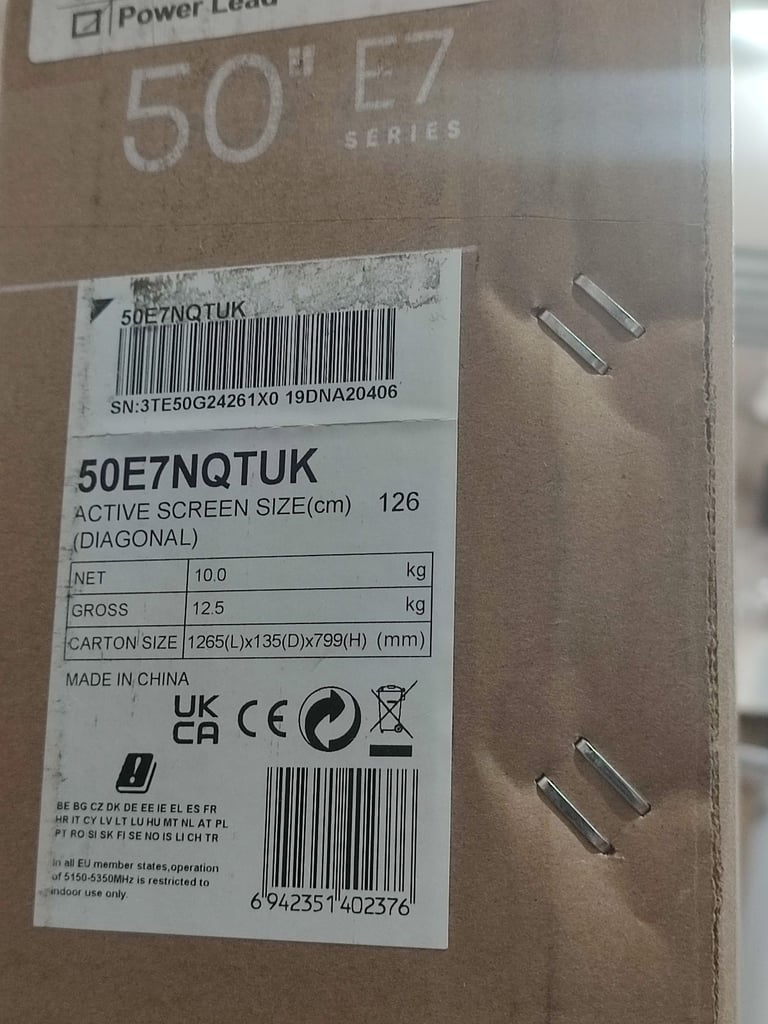 Power Lead
50" E7
SERIES
50E7NQTUK
SN:3TE50G24261X0 19DNA20406
50E7NQTUK
ACTIVE SCREEN SIZE(cm) 126
(DIAGONAL)
NET 10.0 kg
GROSS 12.5 kg
CARTON SIZE 1265(L)x135(D)x799(H) (mm)
MADE IN CHINA
UK
CA CE
BE BG CZ DK DE EE IE EL ES FR
HR IT CY LV LT LU HU MT NL AT PL
PT RO SI SK FI SE NO IS LI CH TR
In all EU member states,operation
of 5150-5350MHz is restricted to
indoor use only.
6 942351 402376